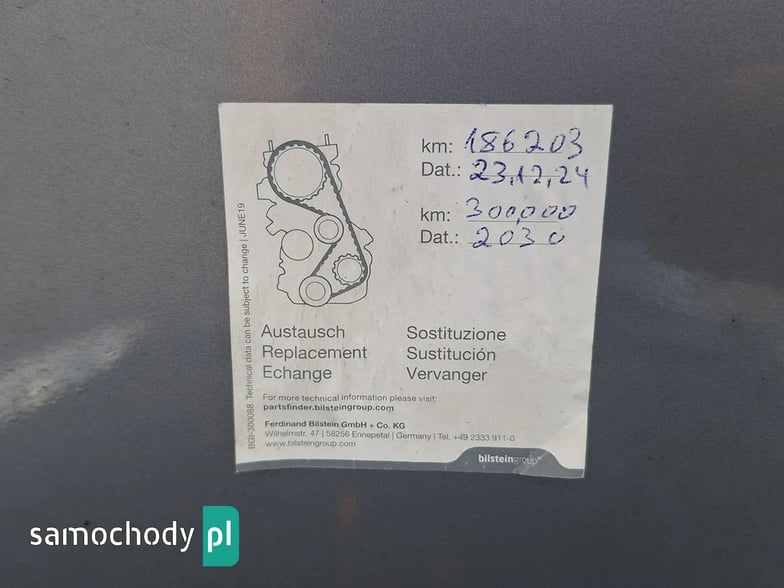 km: 186203
Dat.: 23,12,24
km: 300,000
Dat.: 2030
BGI-300088 Technical data can be subject to change | JUNE19
Austausch Sostituzione
Replacement Sustitución
Echange Vervanger
For more technical information please visit:
partsfinder.bilsteingroup.com
Ferdinand Bilstein GmbH + Co. KG
Wilhelmstr. 47 | 58256 Ennepetal | Germany | Tel. +49 2333 911-0
www.bilsteingroup.com
bilsteingroup®
samochody pl